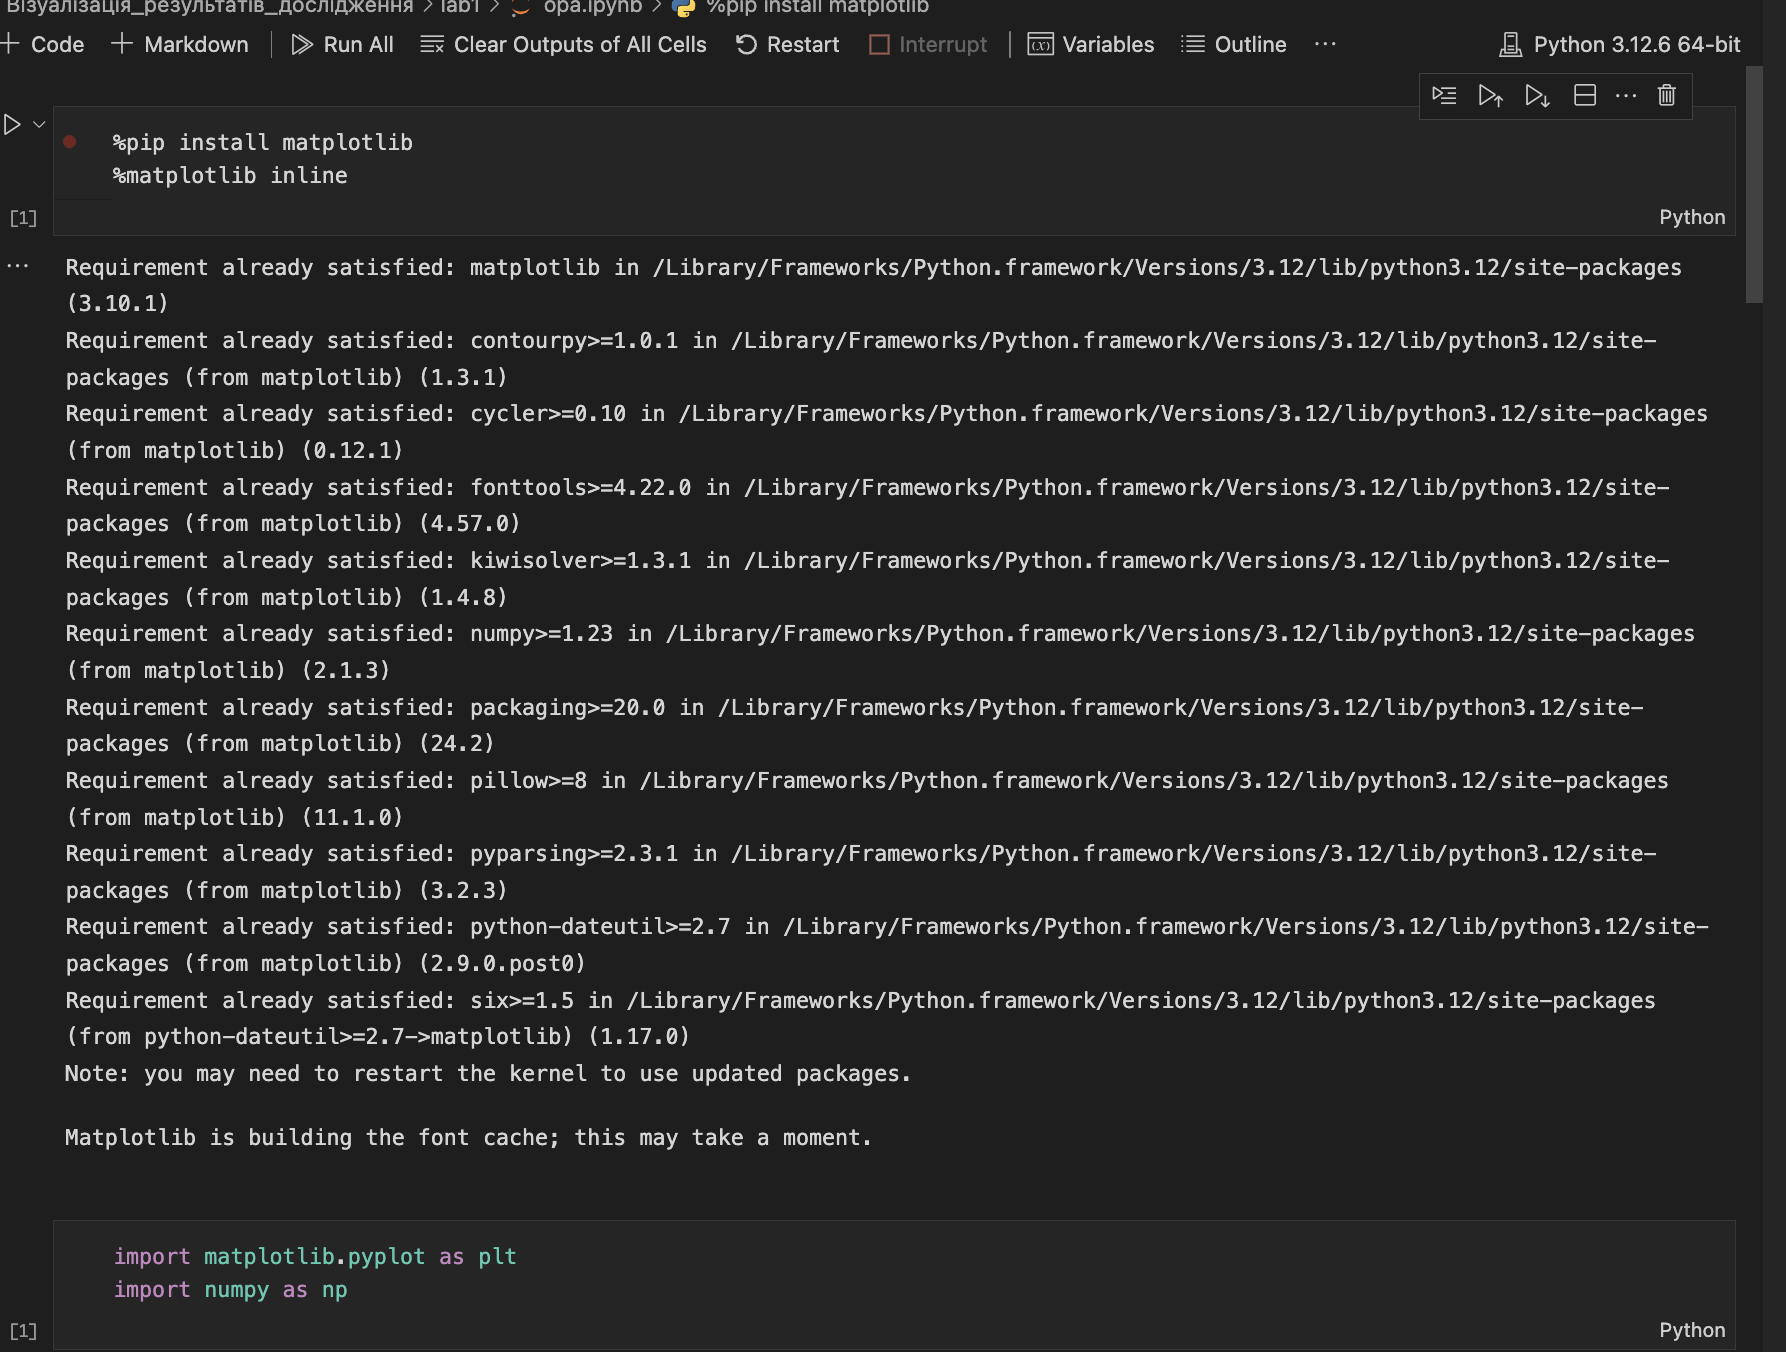 Візуалізація_результатів_дослідження > lab1 > opa.ipynb > %pip install matplotlib
Code Markdown Run All Clear Outputs of All Cells Restart Interrupt Variables Outline ... Python 3.12.6 64-bit
%pip install matplotlib
%matplotlib inline
[1]
Python
Requirement already satisfied: matplotlib in /Library/Frameworks/Python.framework/Versions/3.12/lib/python3.12/site-packages
(3.10.1)
Requirement already satisfied: contourpy>=1.0.1 in /Library/Frameworks/Python.framework/Versions/3.12/lib/python3.12/site-
packages (from matplotlib) (1.3.1)
Requirement already satisfied: cycler>=0.10 in /Library/Frameworks/Python.framework/Versions/3.12/lib/python3.12/site-packages
(from matplotlib) (0.12.1)
Requirement already satisfied: fonttools>=4.22.0 in /Library/Frameworks/Python.framework/Versions/3.12/lib/python3.12/site-
packages (from matplotlib) (4.57.0)
Requirement already satisfied: kiwisolver>=1.3.1 in /Library/Frameworks/Python.framework/Versions/3.12/lib/python3.12/site-
packages (from matplotlib) (1.4.8)
Requirement already satisfied: numpy>=1.23 in /Library/Frameworks/Python.framework/Versions/3.12/lib/python3.12/site-packages
(from matplotlib) (2.1.3)
Requirement already satisfied: packaging>=20.0 in /Library/Frameworks/Python.framework/Versions/3.12/lib/python3.12/site-
packages (from matplotlib) (24.2)
Requirement already satisfied: pillow>=8 in /Library/Frameworks/Python.framework/Versions/3.12/lib/python3.12/site-packages
(from matplotlib) (11.1.0)
Requirement already satisfied: pyparsing>=2.3.1 in /Library/Frameworks/Python.framework/Versions/3.12/lib/python3.12/site-
packages (from matplotlib) (3.2.3)
Requirement already satisfied: python-dateutil>=2.7 in /Library/Frameworks/Python.framework/Versions/3.12/lib/python3.12/site-
packages (from matplotlib) (2.9.0.post0)
Requirement already satisfied: six>=1.5 in /Library/Frameworks/Python.framework/Versions/3.12/lib/python3.12/site-packages
(from python-dateutil>=2.7->matplotlib) (1.17.0)
Note: you may need to restart the kernel to use updated packages.
Matplotlib is building the font cache; this may take a moment.
import matplotlib.pyplot as plt
import numpy as np
[1]
Python